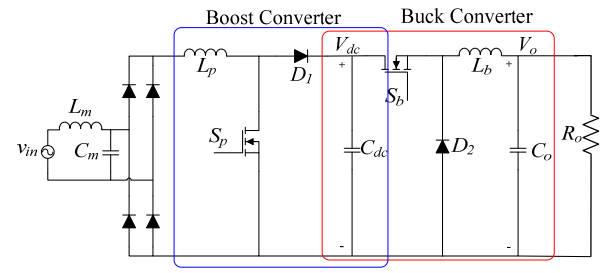 Boost Converter Buck Converter
Vdc Vo
+ +
Lp D1 Lb
Sb
Lm
Sp
vin Cm Cdc D2 Co Ro
- -